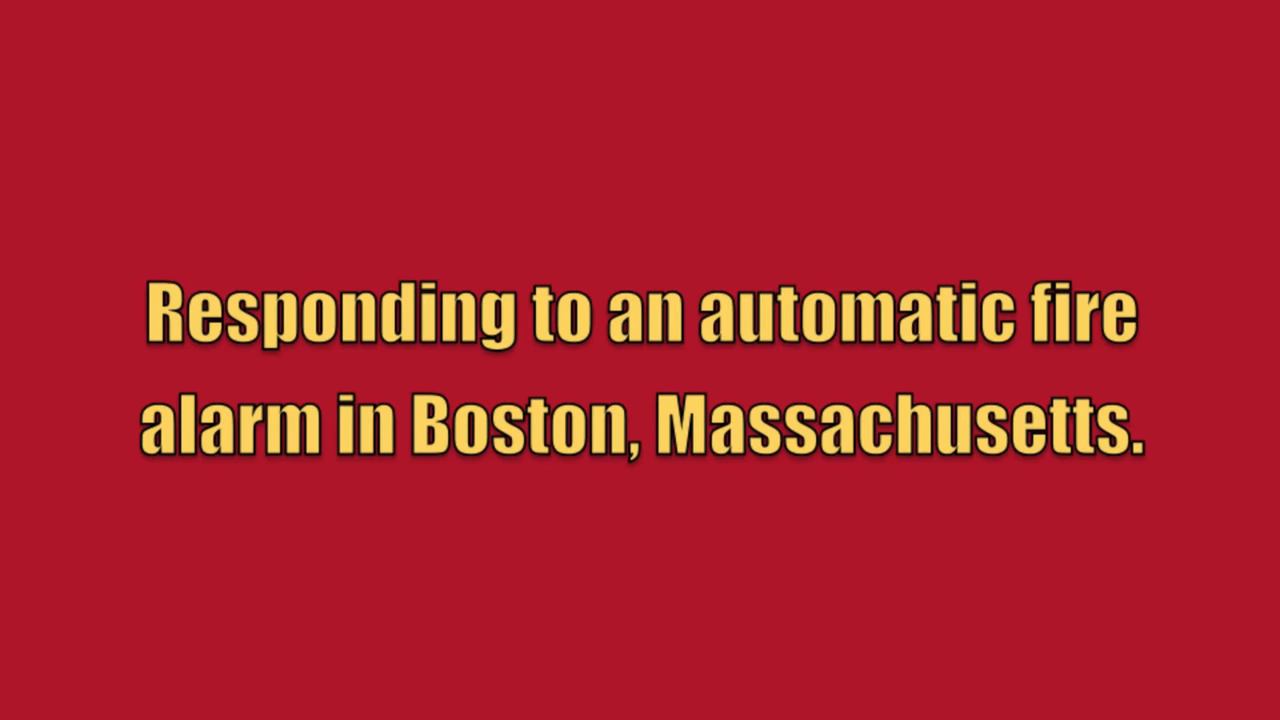 Responding to an automatic fire
alarm in Boston, Massachusetts.